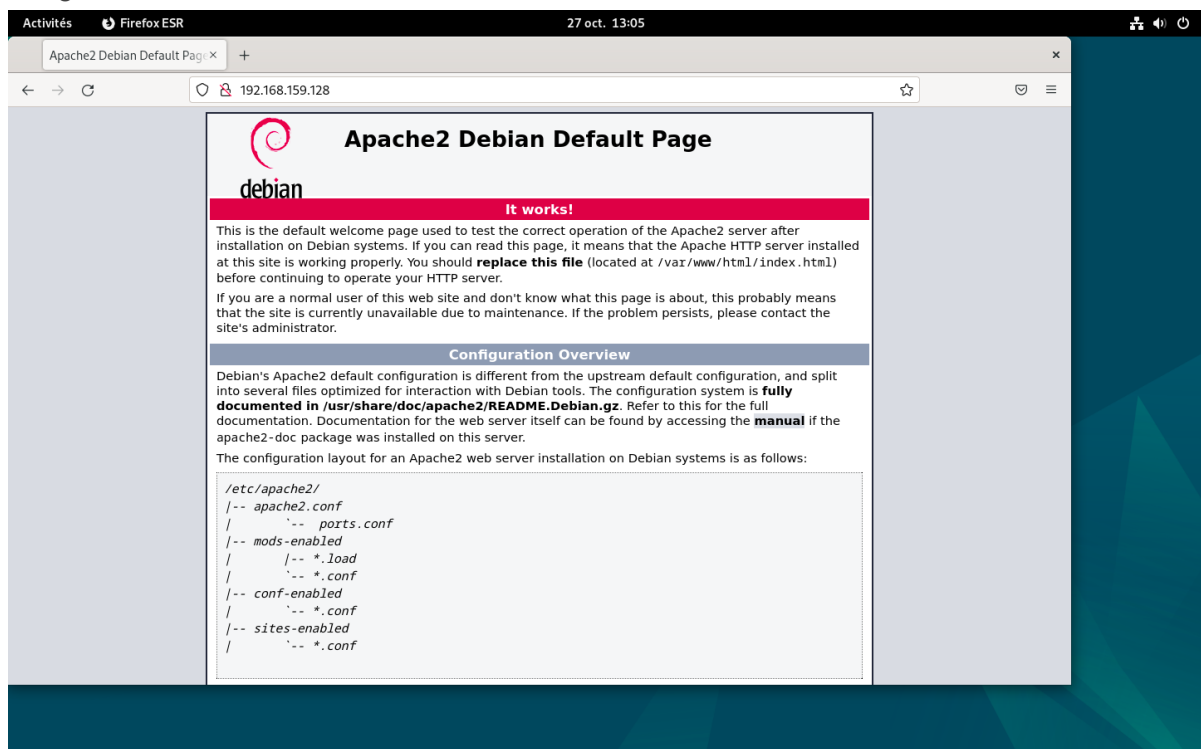 Activités Firefox ESR 27 oct. 13:05
Apache2 Debian Default Page
192.168.159.128
debian
Apache2 Debian Default Page
It works!
This is the default welcome page used to test the correct operation of the Apache2 server after
installation on Debian systems. If you can read this page, it means that the Apache HTTP server installed
at this site is working properly. You should replace this file (located at /var/www/html/index.html)
before continuing to operate your HTTP server.
If you are a normal user of this web site and don't know what this page is about, this probably means
that the site is currently unavailable due to maintenance. If the problem persists, please contact the
site's administrator.
Configuration Overview
Debian's Apache2 default configuration is different from the upstream default configuration, and split
into several files optimized for interaction with Debian tools. The configuration system is fully
documented in /usr/share/doc/apache2/README.Debian.gz. Refer to this for the full
documentation. Documentation for the web server itself can be found by accessing the manual if the
apache2-doc package was installed on this server.
The configuration layout for an Apache2 web server installation on Debian systems is as follows:
/etc/apache2/
|-- apache2.conf
|       `--  ports.conf
|-- mods-enabled
|       |-- *.load
|       `-- *.conf
|-- conf-enabled
|       `-- *.conf
|-- sites-enabled
|       `-- *.conf